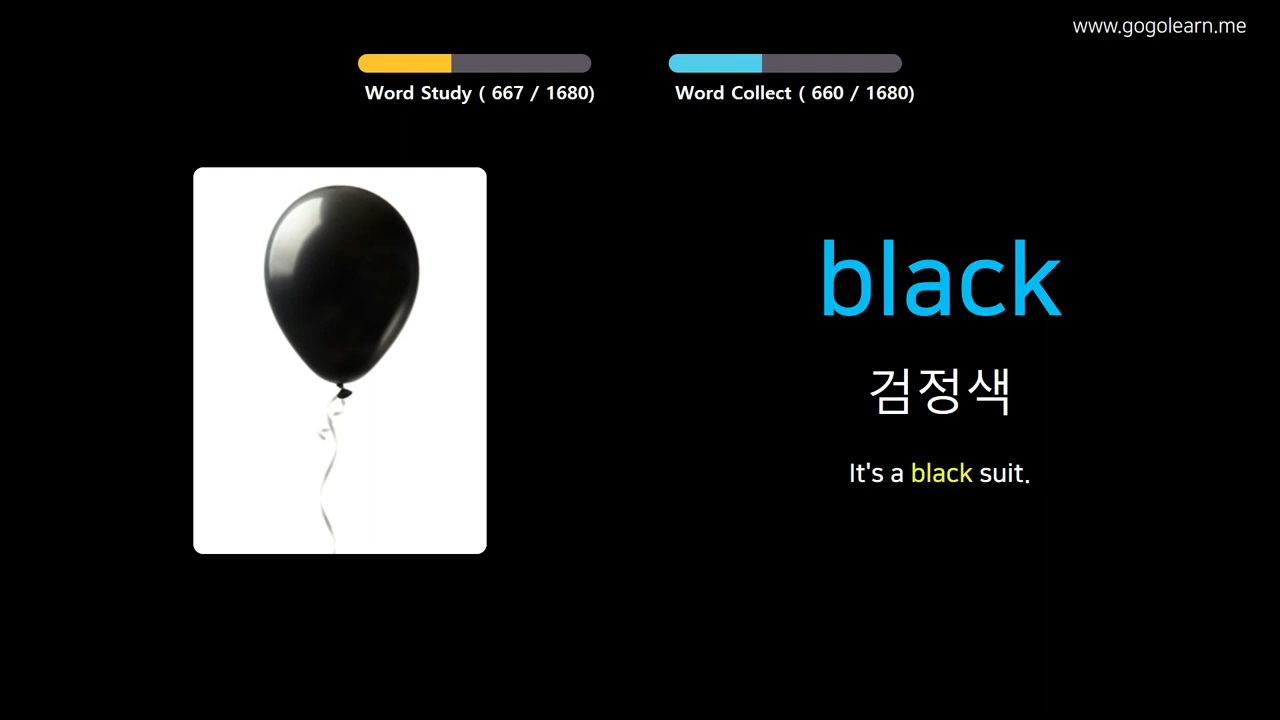 www.gogolearn.me
Word Study ( 667 / 1680)
Word Collect ( 660 / 1680)
black
검정색
It's a black suit.